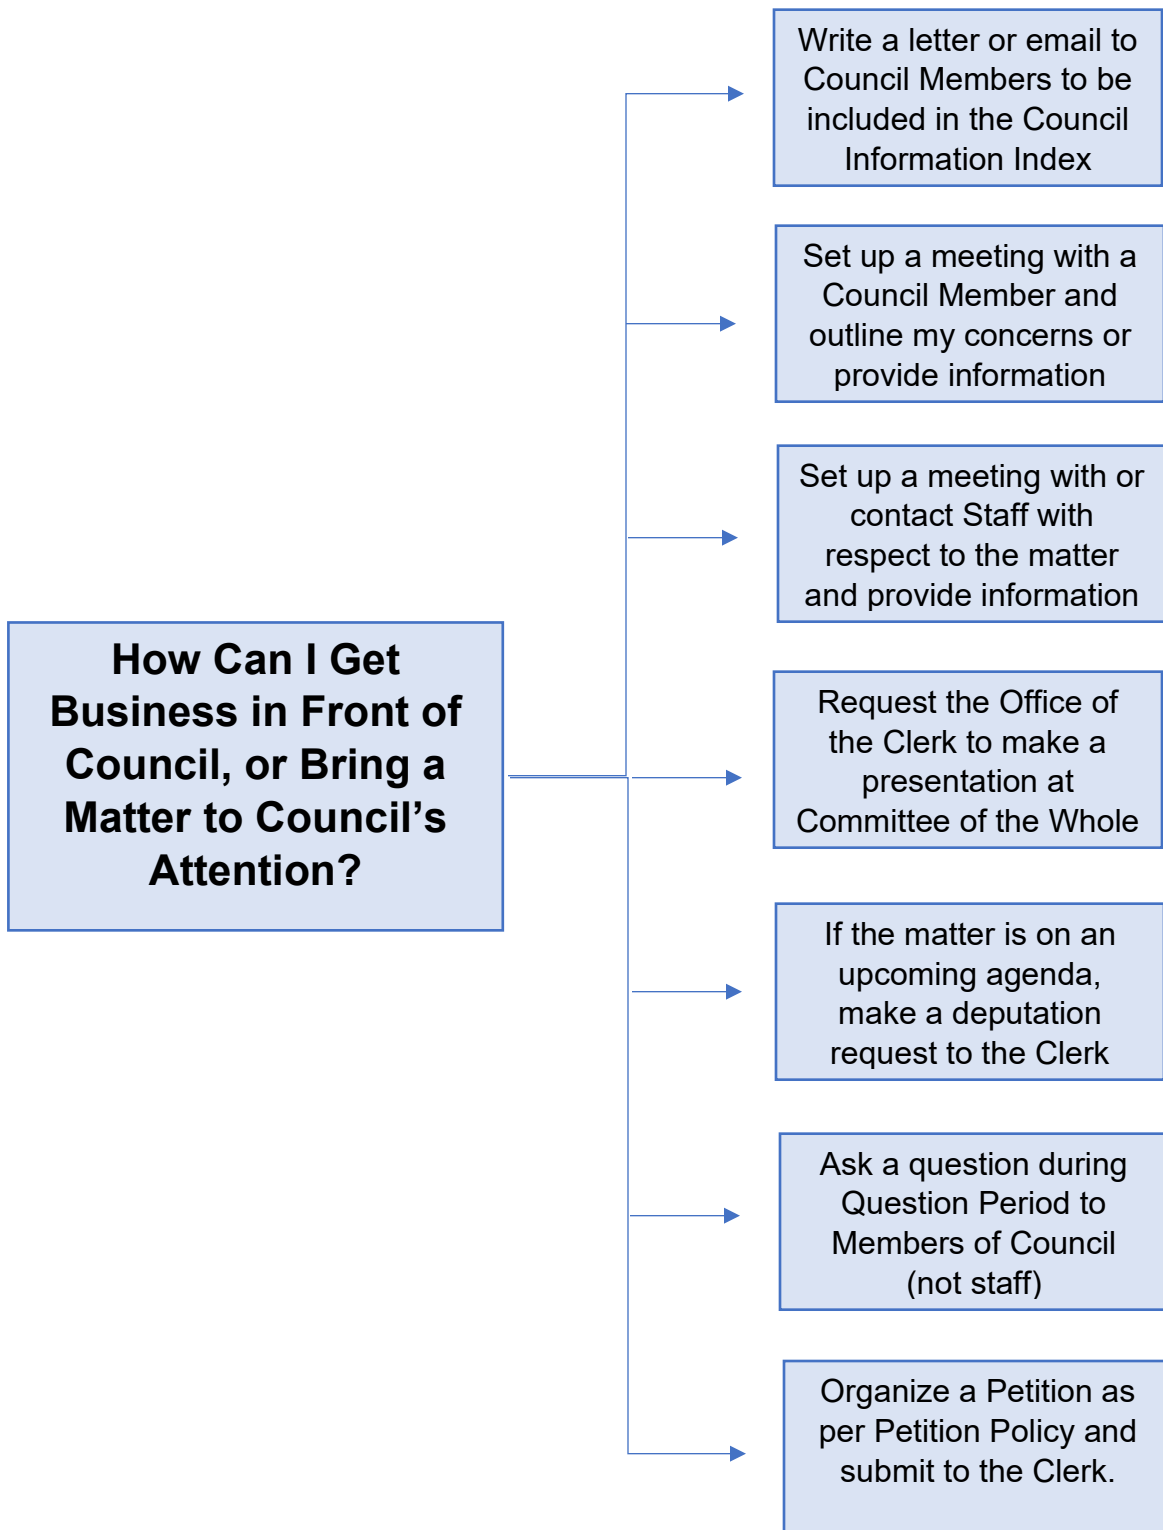 Write a letter or email to
Council Members to be
included in the Council
Information Index
Set up a meeting with a
Council Member and
outline my concerns or
provide information
Set up a meeting with or
contact Staff with
respect to the matter
and provide information
How Can I Get
Business in Front of
Council, or Bring a
Matter to Council’s
Attention?
Request the Office of
the Clerk to make a
presentation at
Committee of the Whole
If the matter is on an
upcoming agenda,
make a deputation
request to the Clerk
Ask a question during
Question Period to
Members of Council
(not staff)
Organize a Petition as
per Petition Policy and
submit to the Clerk.